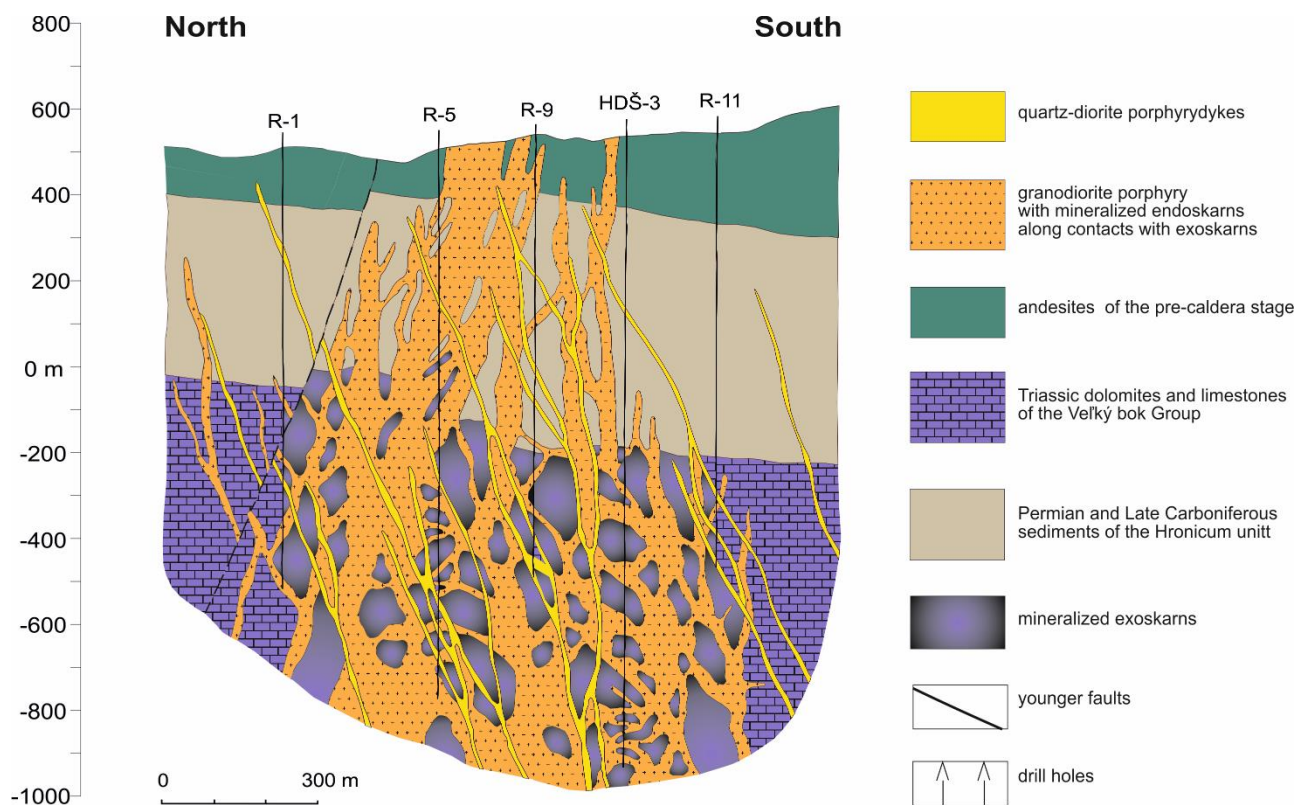 North
South
800
600
400
200
0 m
-200
-400
-600
-800
-1000
R-1
R-5
R-9
HDŠ-3
R-11
0
300 m
quartz-diorite porphyrydykes
granodiorite porphyry
with mineralized endoskarns
along contacts with exoskarns
andesites of the pre-caldera stage
Triassic dolomites and limestones
of the Veľký bok Group
Permian and Late Carboniferous
sediments of the Hronicum unitt
mineralized exoskarns
younger faults
drill holes